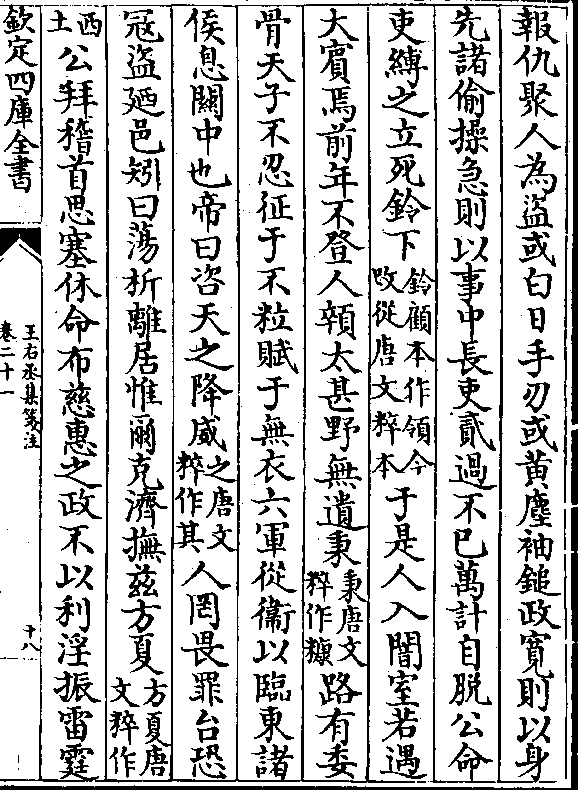 報仇聚人為盜或白日手刃或黃塵袖鎚政寛則以身
先諸偷操急則以事中長吏貳過不已萬計自脱公命
吏縛之立死鈴下鈴顧本作領今改從唐文粹本于是人入闇室若遇
大賓焉前年不登人顙太甚野無遺秉秉唐文粹作糠路有委
骨天子不忍征于不粒賦于無衣六軍從衞以臨東諸
侯息關中也帝曰咨天之降威之唐文粹作其人罔畏罪台恐
冦盜廼邑矧曰蕩析離居惟爾克濟撫兹方夏方夏唐文粹作
西土公拜稽首思塞休命布慈惠之政不以利淫振雷霆
欽定四庫全書
王右丞集箋注
卷二十一
十八